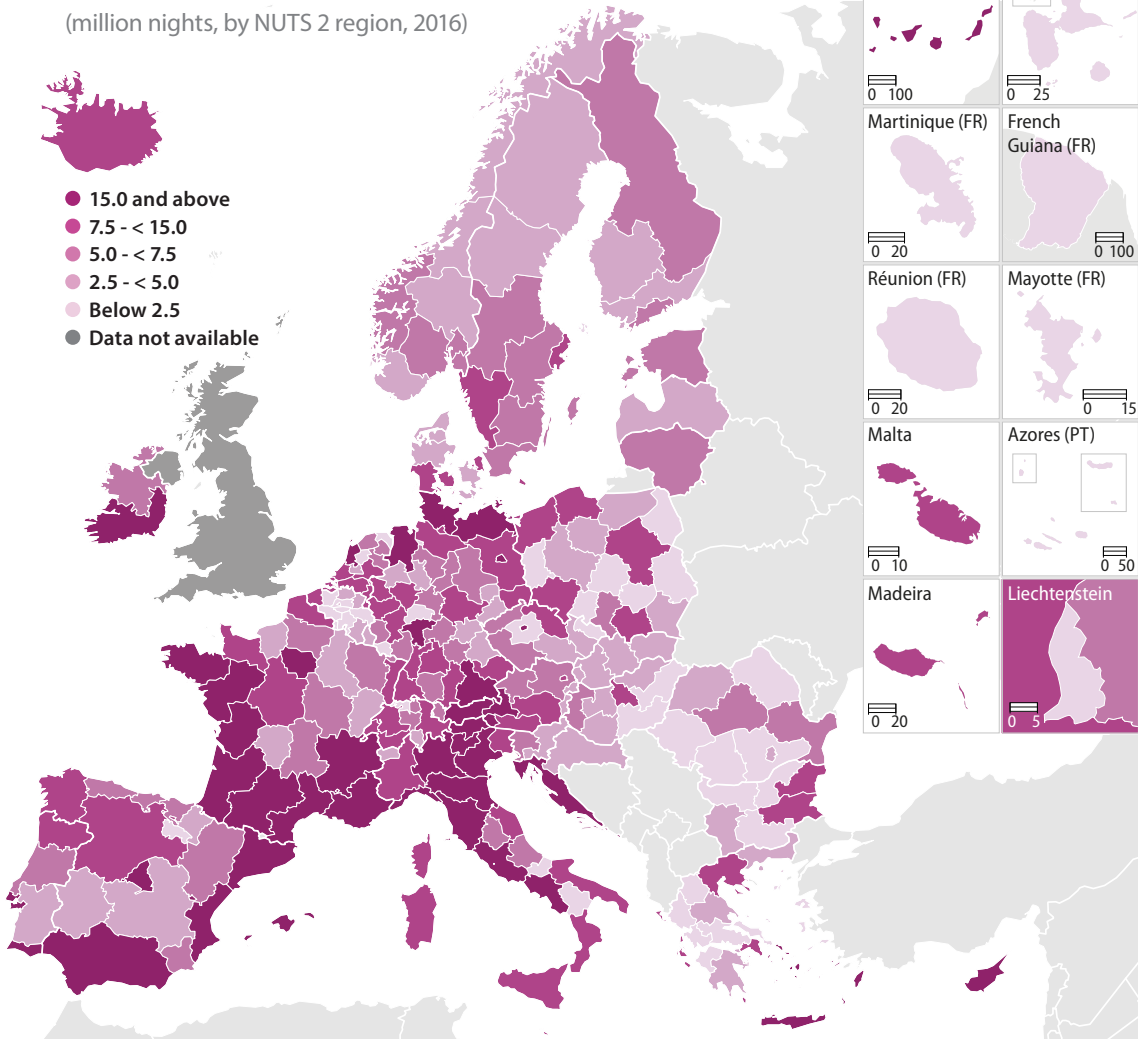 (million nights, by NUTS 2 region, 2016)
15.0 and above
7.5 - < 15.0
5.0 - < 7.5
2.5 - < 5.0
Below 2.5
Data not available
0 100
0 25
Martinique (FR)
0 20
French
Guiana (FR)
0 100
Réunion (FR)
0 20
Mayotte (FR)
0 15
Malta
0 10
Azores (PT)
0 50
Madeira
0 20
Liechtenstein
0 5